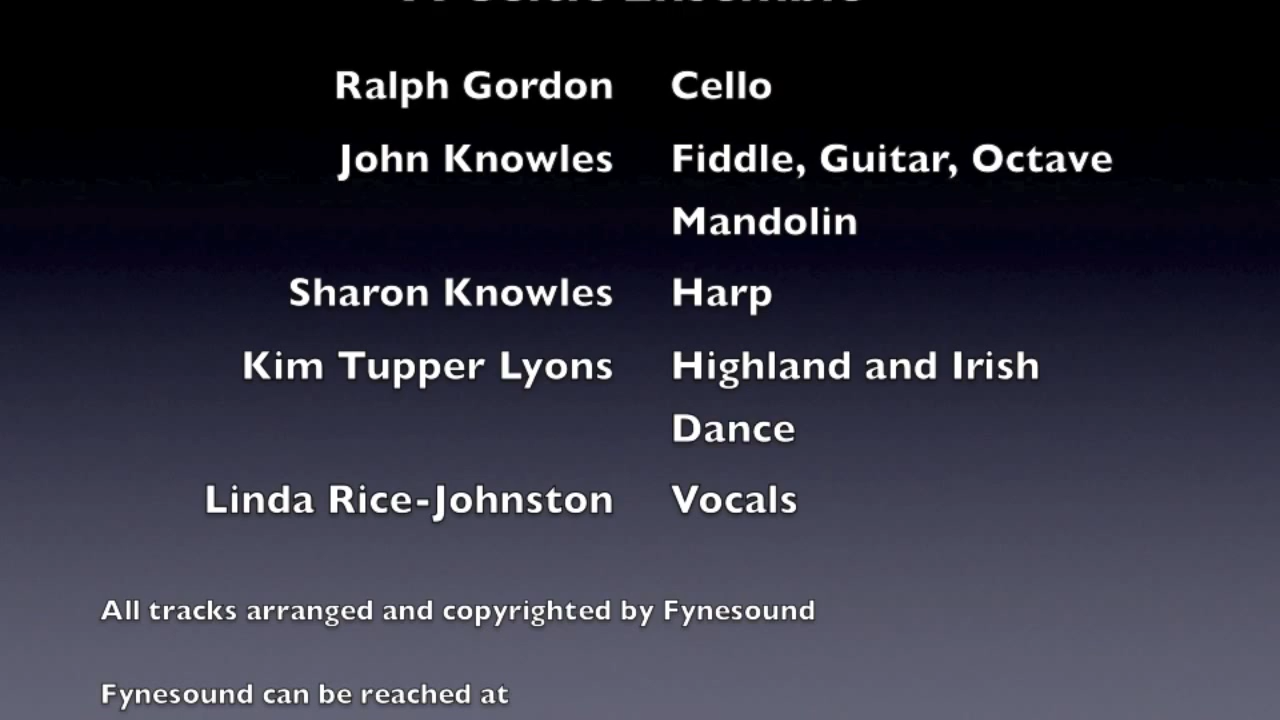 Ralph Gordon Cello
John Knowles Fiddle, Guitar, Octave
Mandolin
Sharon Knowles Harp
Kim Tupper Lyons Highland and Irish
Dance
Linda Rice-Johnston Vocals
All tracks arranged and copyrighted by Fynesound
Fynesound can be reached at